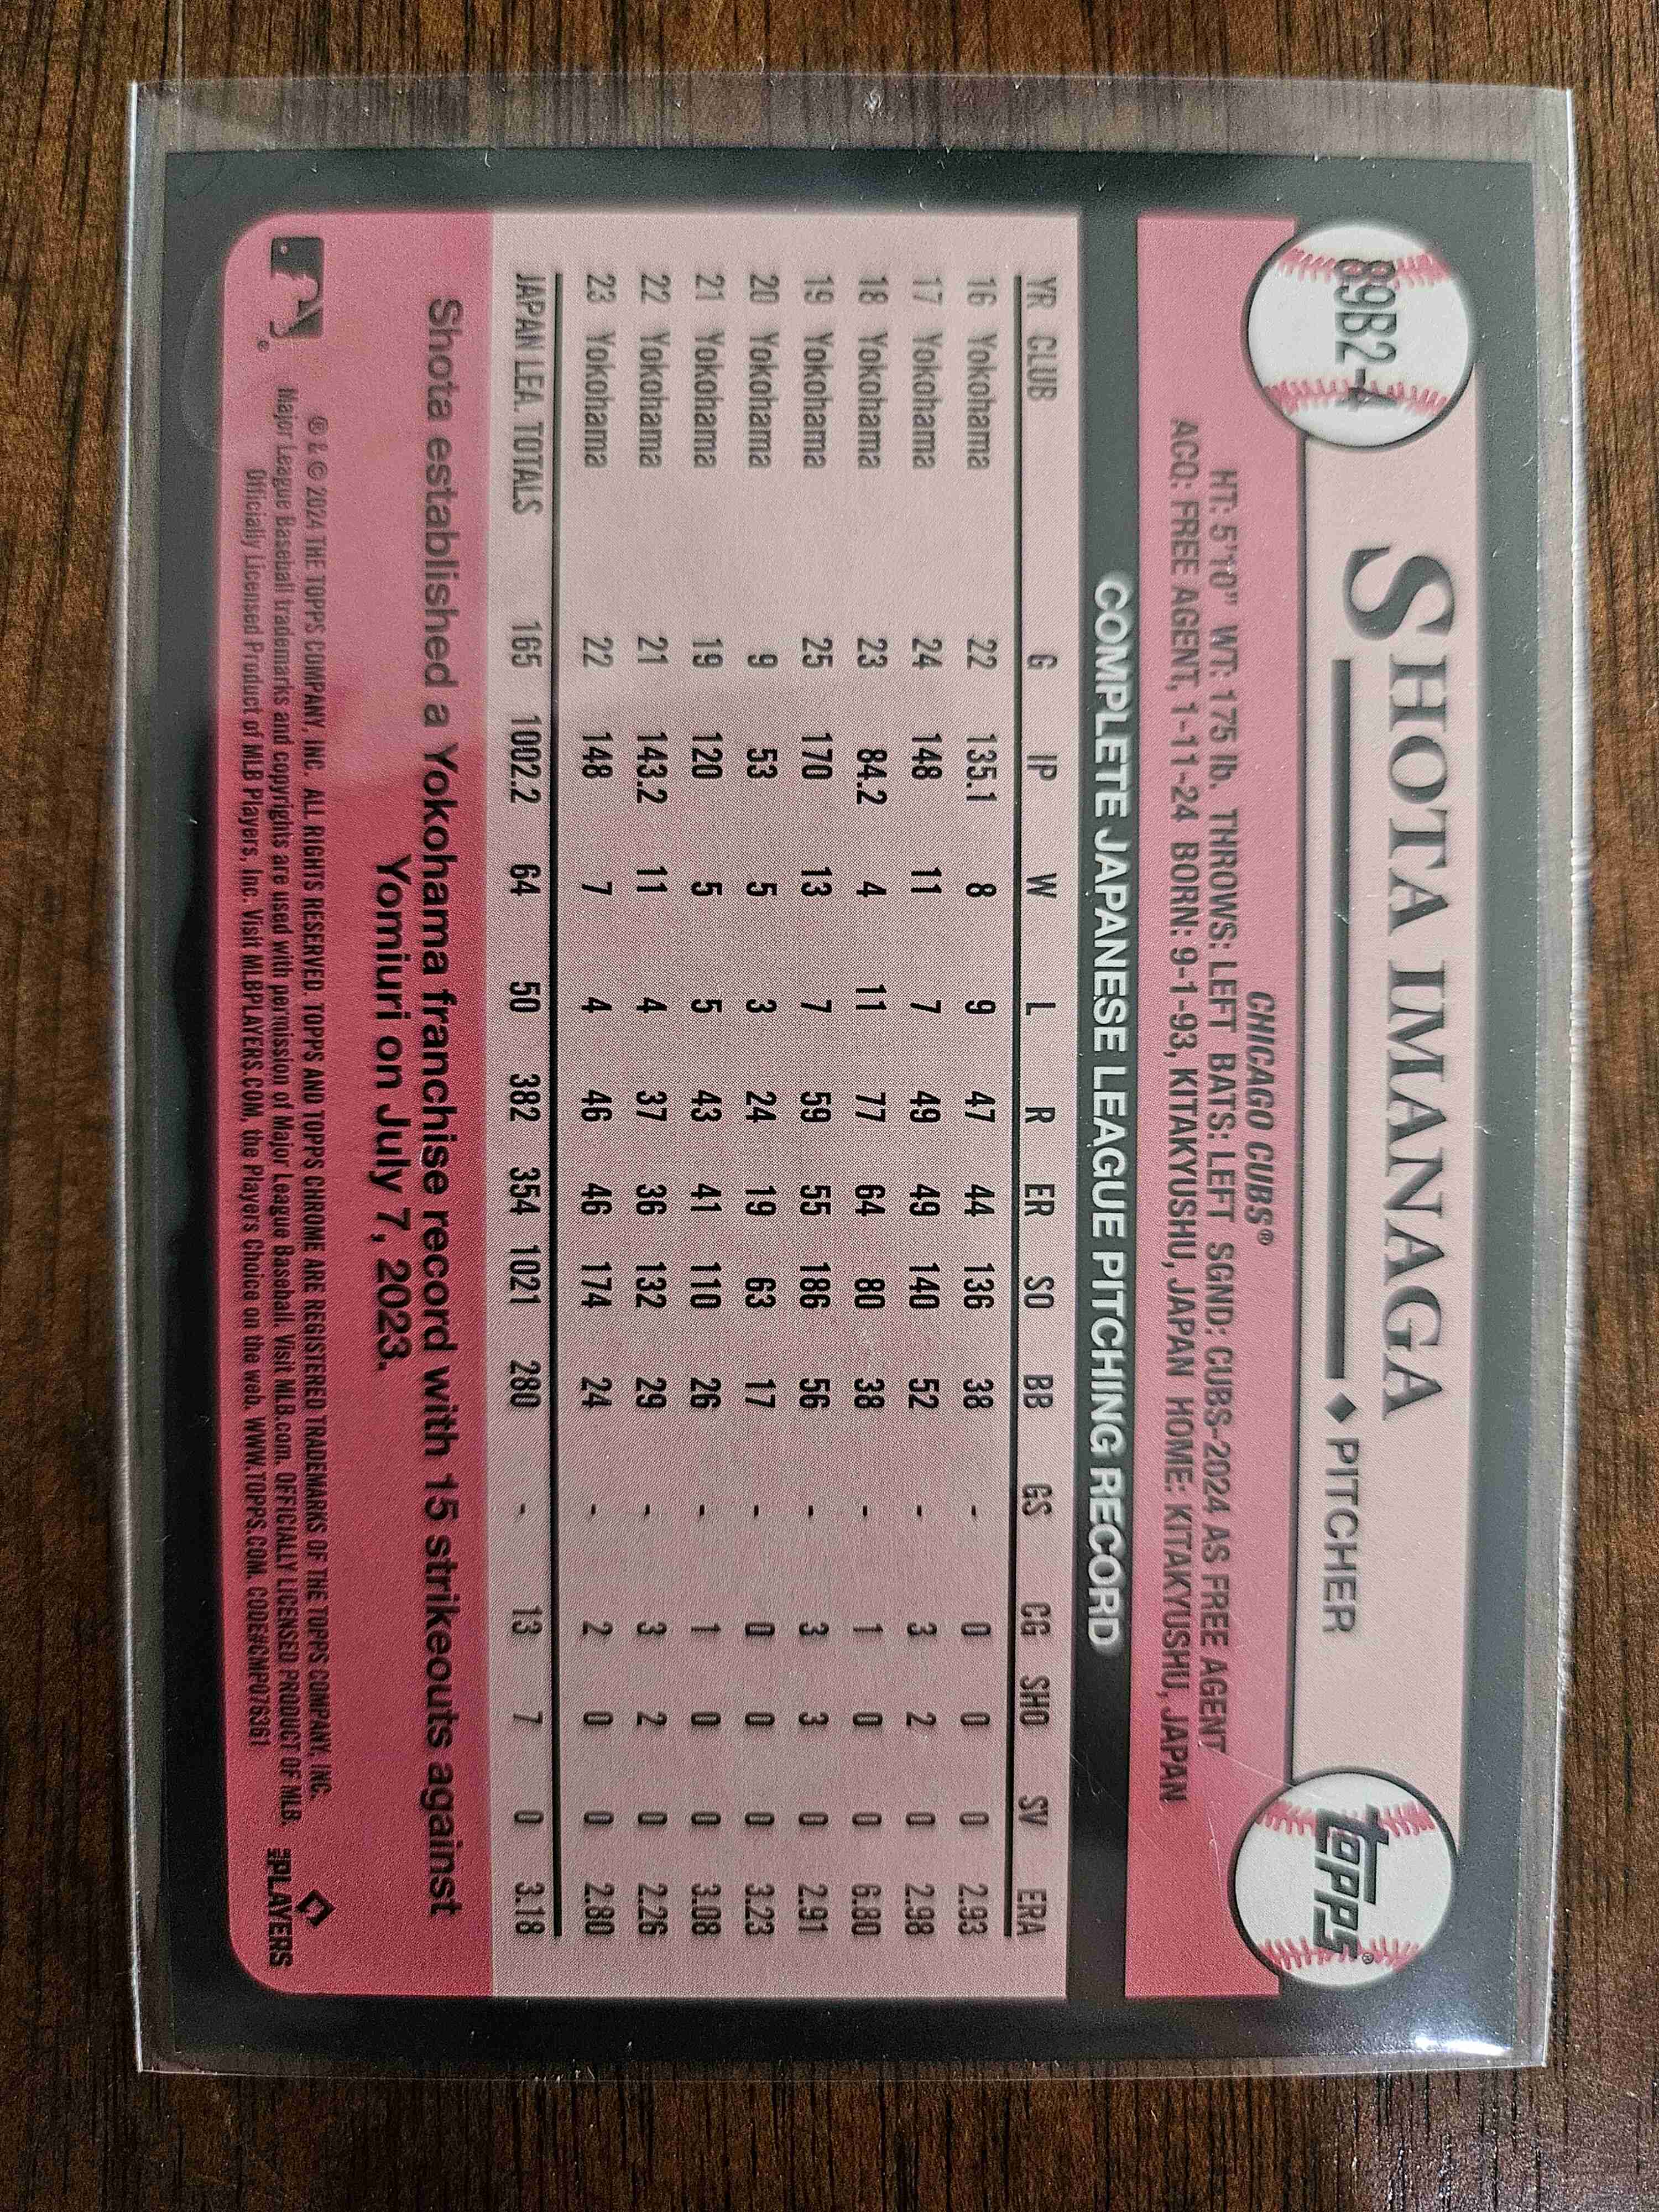 89B2-4
SHOTA IMANAGA
◆ PITCHER
topps®
CHICAGO CUBS®
HT: 5'10" WT: 175 lb. THROWS: LEFT BATS: LEFT SGND: CUBS-2024 AS FREE AGENT
ACQ: FREE AGENT, 1-11-24 BORN: 9-1-93, KITAKYUSHU, JAPAN HOME: KITAKYUSHU, JAPAN
COMPLETE JAPANESE LEAGUE PITCHING RECORD
YR CLUB G IP W L R ER SO BB GS CG SHO SV ERA
16 Yokohama 22 135.1 8 9 47 44 136 38 - 0 0 0 2.93
17 Yokohama 24 148 11 7 49 49 140 52 - 3 2 0 2.98
18 Yokohama 23 84.2 4 11 77 64 80 38 - 1 0 0 6.80
19 Yokohama 25 170 13 7 59 55 186 56 - 3 3 0 2.91
20 Yokohama 9 53 5 3 24 19 63 17 - 0 0 0 3.23
21 Yokohama 19 120 5 5 43 41 110 26 - 1 0 0 3.08
22 Yokohama 21 143.2 11 4 37 36 132 29 - 3 2 0 2.26
23 Yokohama 22 148 7 4 46 46 174 24 - 2 0 0 2.80
JAPAN LEA. TOTALS 165 1002.2 64 50 382 354 1021 280 - 13 7 0 3.18
Shota established a Yokohama franchise record with 15 strikeouts against
Yomiuri on July 7, 2023.
® & © 2024 THE TOPPS COMPANY, INC. ALL RIGHTS RESERVED. TOPPS AND TOPPS CHROME ARE REGISTERED TRADEMARKS OF THE TOPPS COMPANY, INC.
Major League Baseball trademarks and copyrights are used with permission of Major League Baseball. Visit MLB.com. OFFICIALLY LICENSED PRODUCT OF MLB
Officially Licensed Product of MLB Players, Inc. Visit MLBPLAYERS.COM, the Players Choice on the web. WWW.TOPPS.COM. CODE#CMP076361
MLB PLAYERS